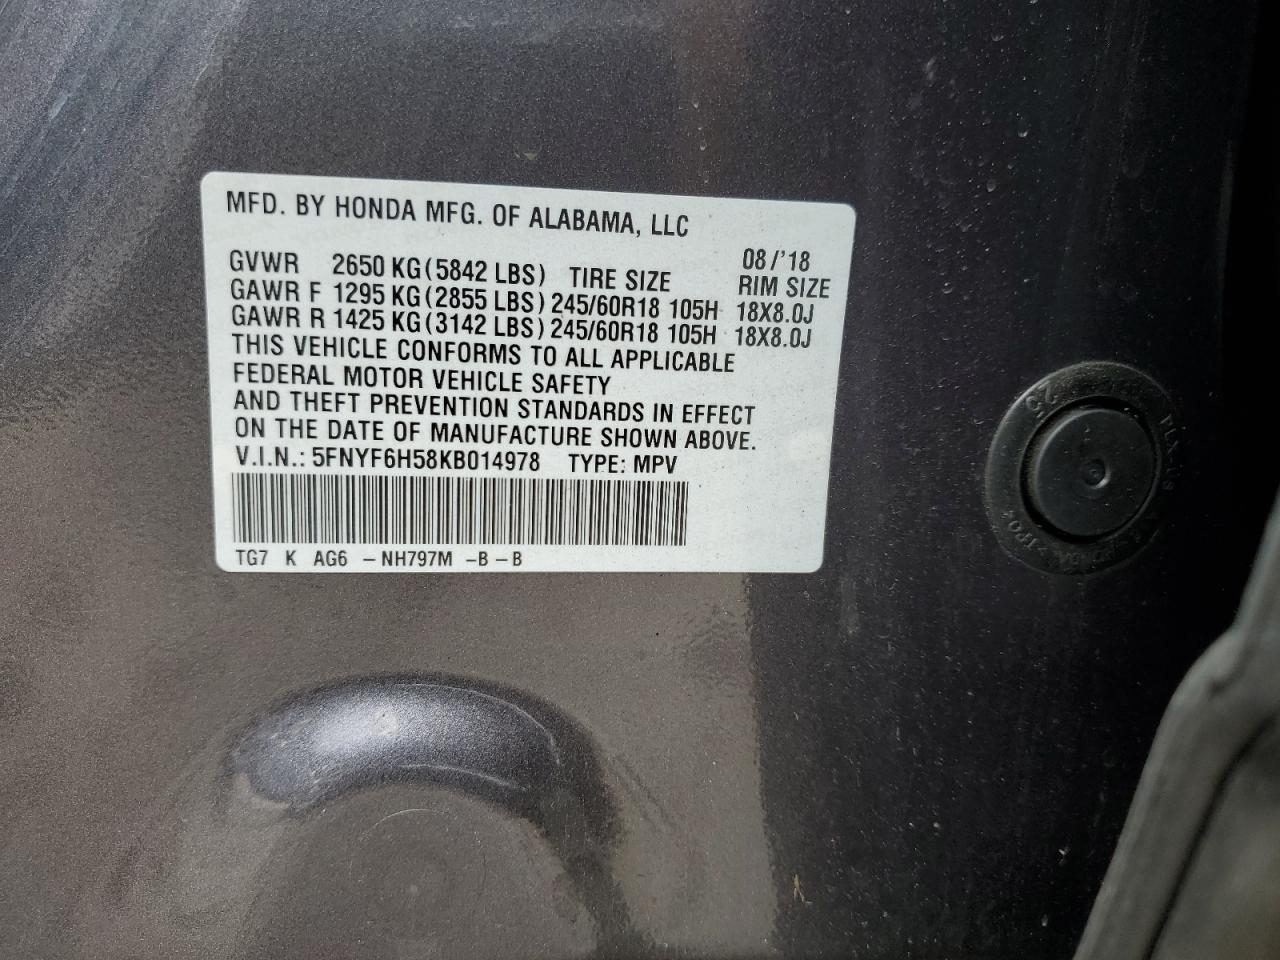 MFD. BY HONDA MFG. OF ALABAMA, LLC
08/'18
GVWR 2650 KG(5842 LBS) TIRE SIZE RIM SIZE
GAWR F 1295 KG(2855 LBS) 245/60R18 105H 18X8.0J
GAWR R 1425 KG(3142 LBS) 245/60R18 105H 18X8.0J
THIS VEHICLE CONFORMS TO ALL APPLICABLE
FEDERAL MOTOR VEHICLE SAFETY
AND THEFT PREVENTION STANDARDS IN EFFECT
ON THE DATE OF MANUFACTURE SHOWN ABOVE.
V.I.N.: 5FNYF6H58KB014978 TYPE: MPV
TG7 K AG6 -NH797M -B-B
25